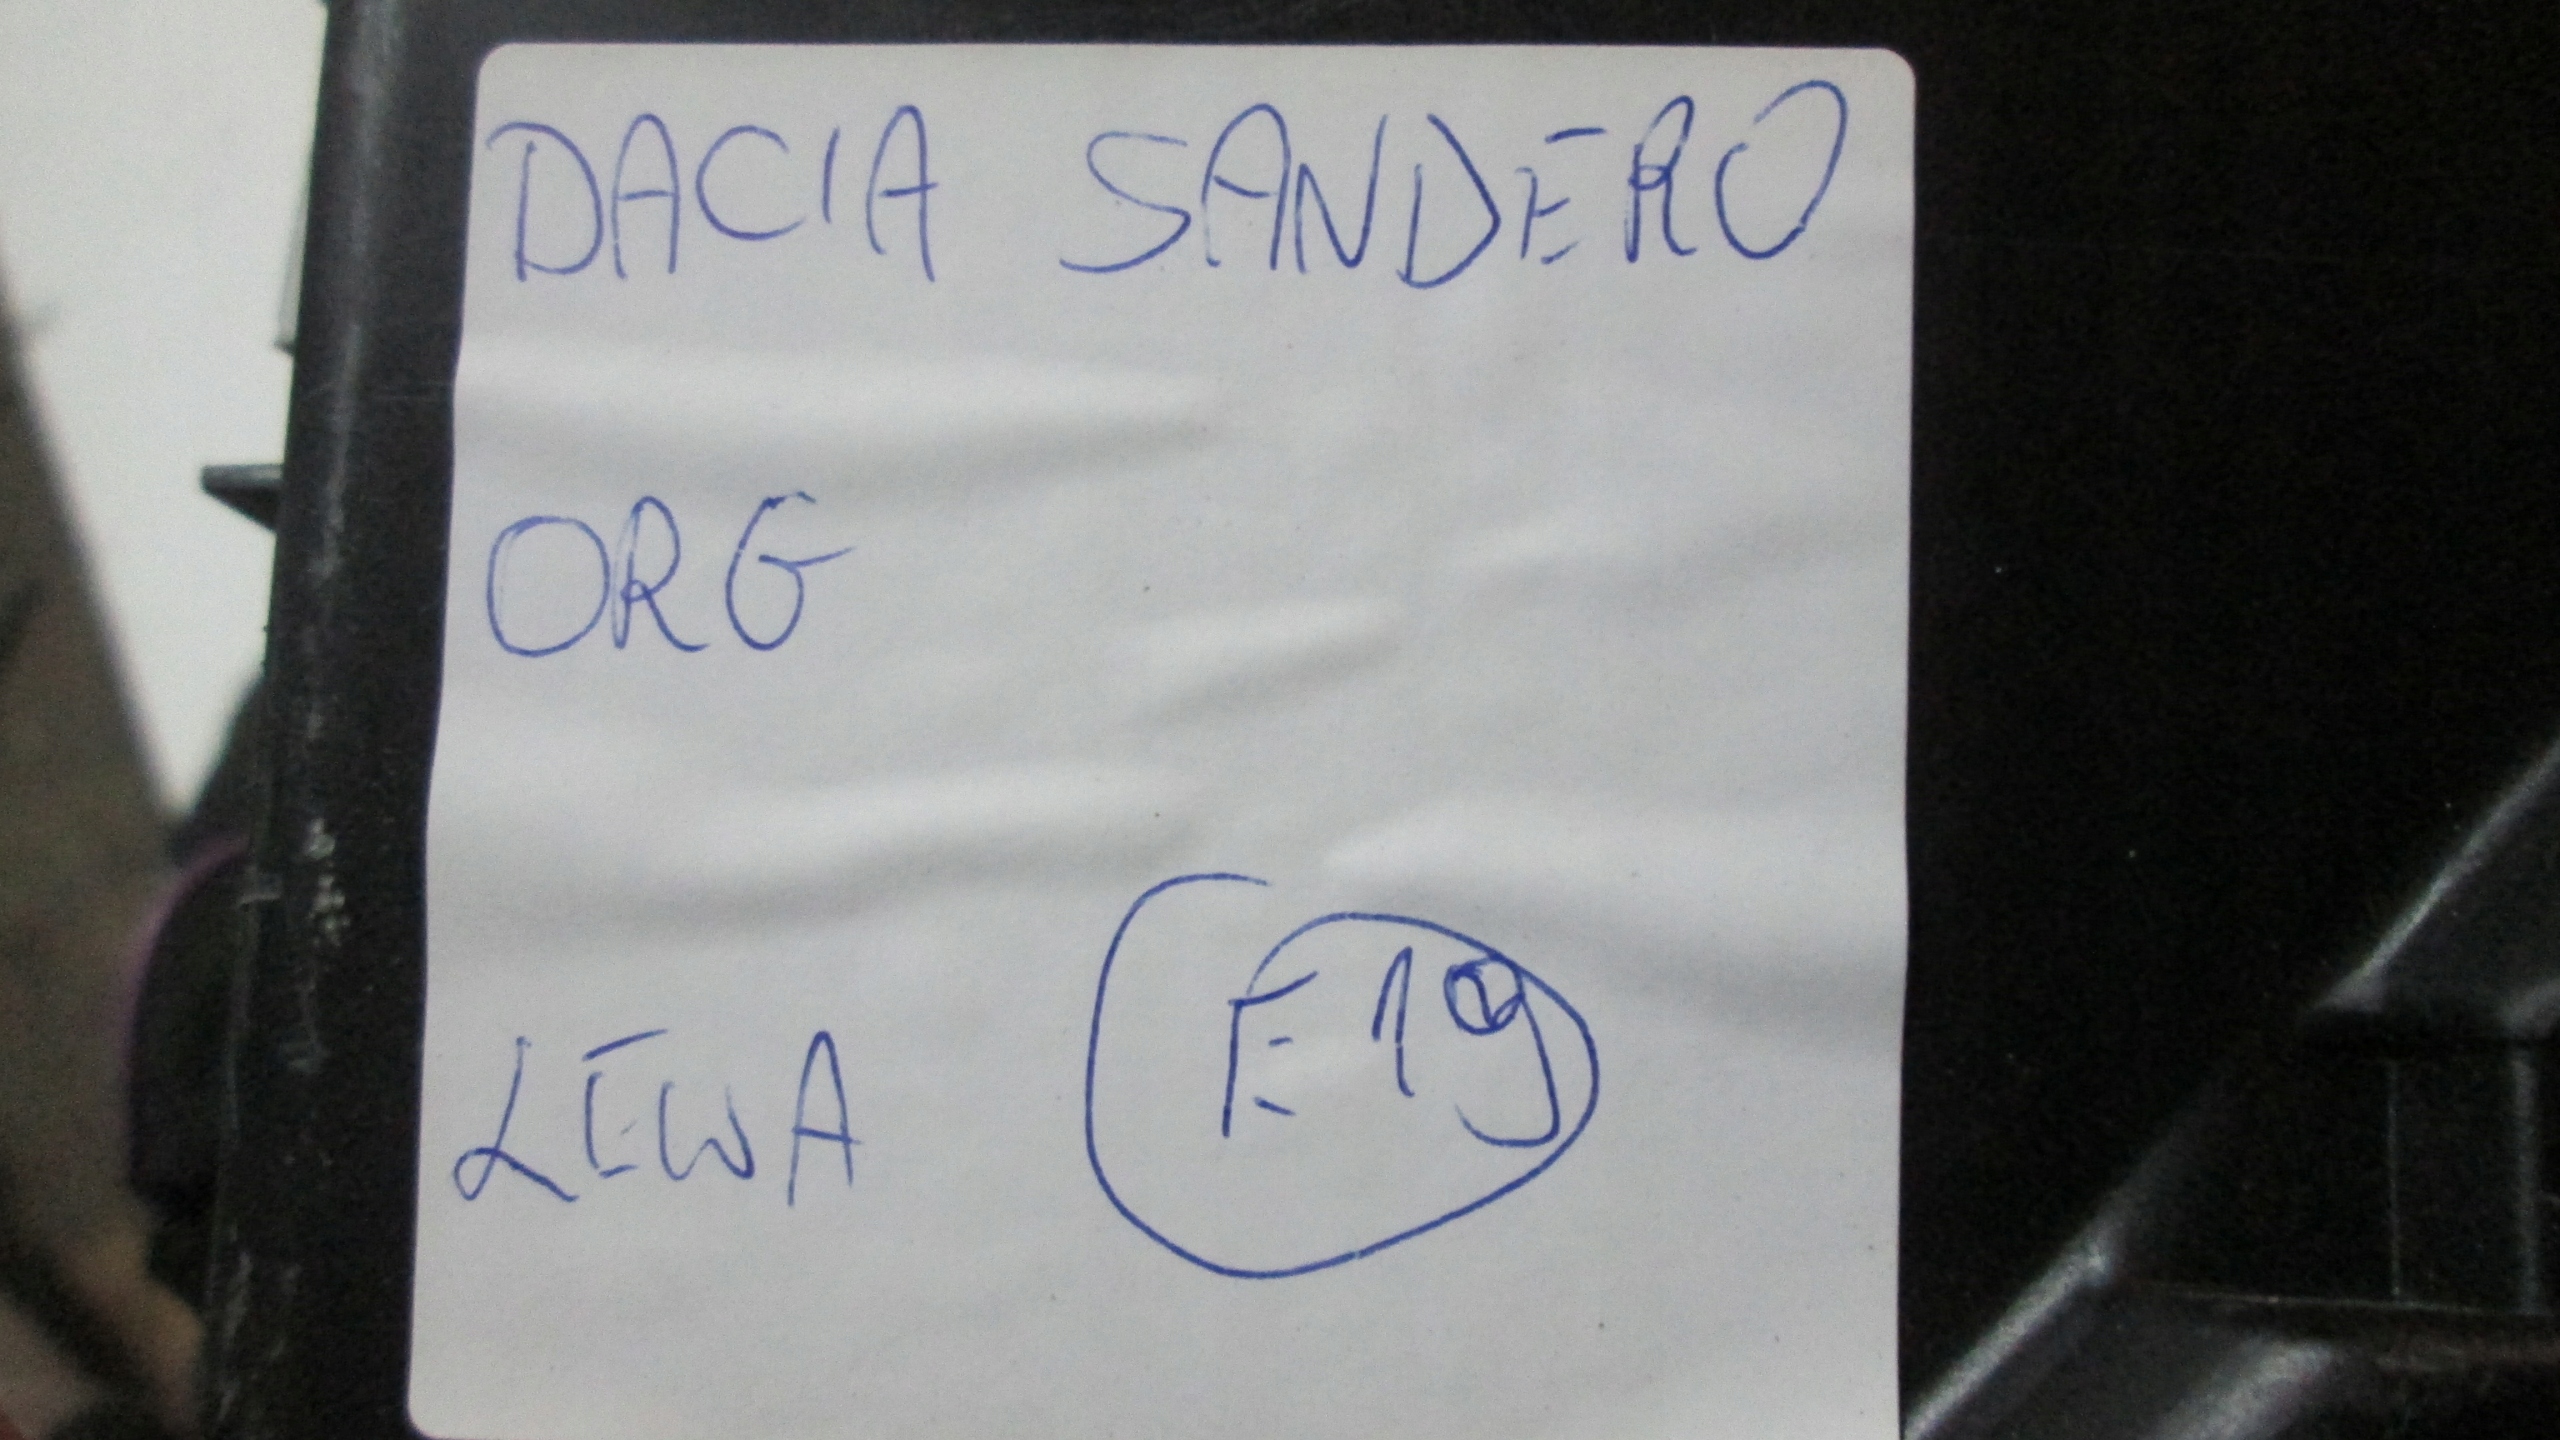 DACIA SANDERO
ORG
LEWA E19